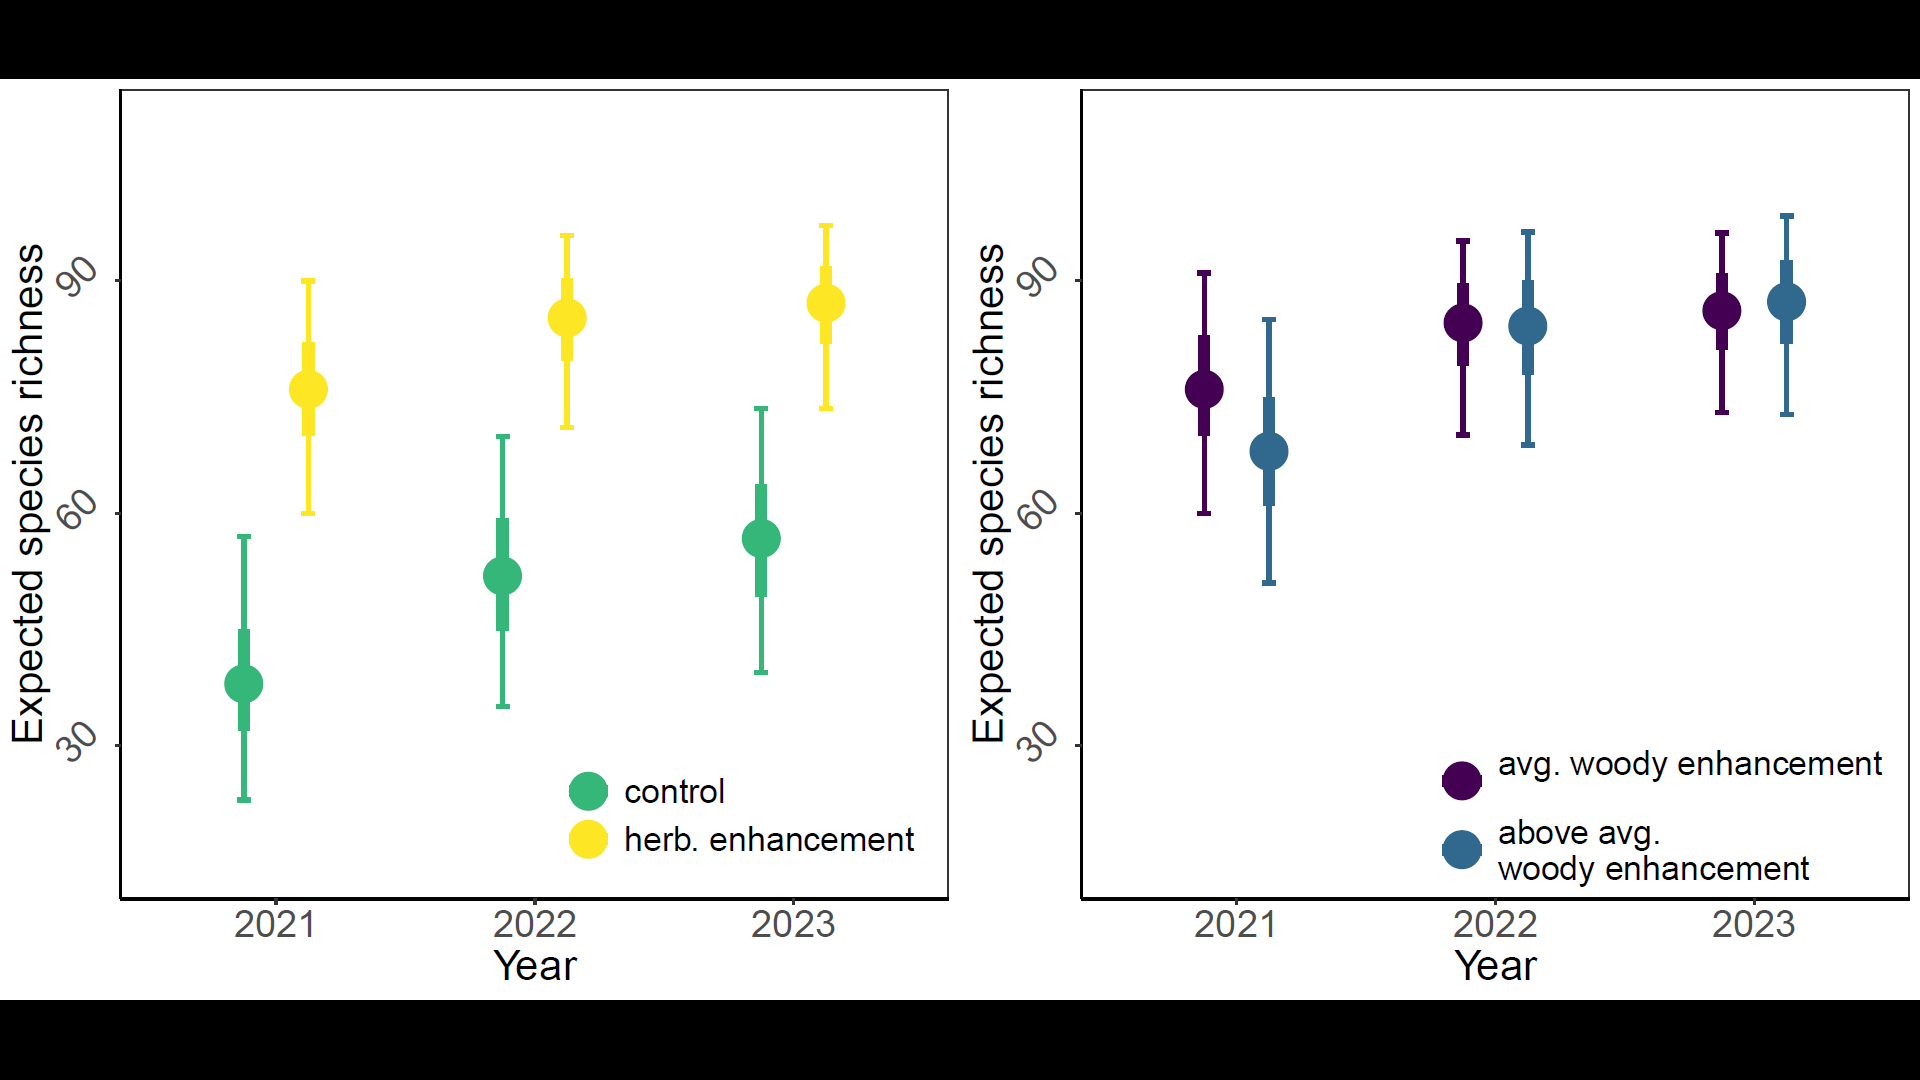 Expected species richness
90
60
30
control
herb. enhancement
2021
2022
2023
Year
Expected species richness
90
60
30
avg. woody enhancement
above avg.
woody enhancement
2021
2022
2023
Year